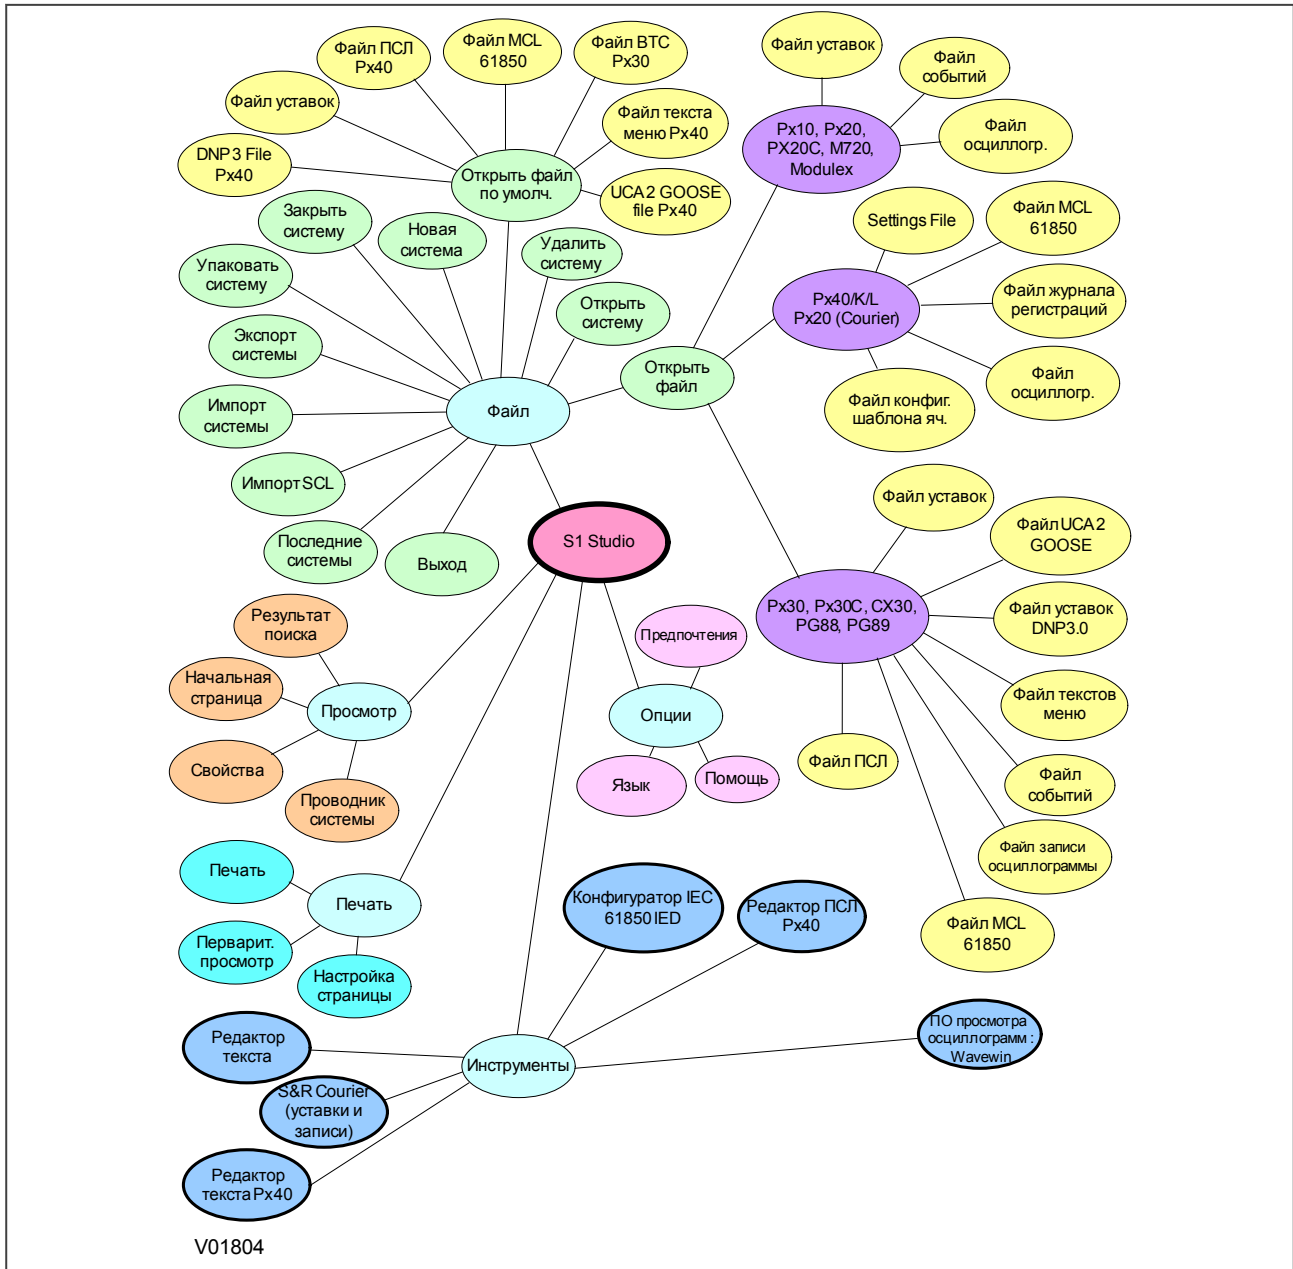 Файл ПСЛ
Px40
Файл MCL
61850
Файл BTC
Px30
Файл уставок
Файл текста
меню Px40
DNP3 File
Px40
Открыть файл
по умолч.
UCA2 GOOSE
file Px40
Закрыть
систему
Новая
система
Удалить
систему
Упаковать
систему
Открыть
систему
Экспорт
системы
Импорт
системы
Файл
Открыть
файл
Импорт SCL
Последние
системы
Выход
S1 Studio
Файл уставок
Файл
событий
Px10, Px20,
PX20C, M720,
Modulex
Файл
осциллогр.
Settings File
Файл MCL
61850
Px40/K/L
Px20 (Courier)
Файл журнала
регистраций
Файл
осциллогр.
Файл конфиг.
шаблона яч.
Файл уставок
Файл UCA2
GOOSE
Px30, Px30C, CX30,
PG88, PG89
Файл уставок
DNP3.0
Файл текстов
меню
Файл ПСЛ
Файл
событий
Файл записи
осциллограммы
Файл MCL
61850
Результат
поиска
Начальная
страница
Просмотр
Свойства
Проводник
системы
Предпочтения
Опции
Язык
Помощь
Печать
Печать
Перварит.
просмотр
Настройка
страницы
Конфигуратор IEC
61850 IED
Редактор ПСЛ
Px40
Редактор
текста
Инструменты
ПО просмотра
осциллограмм :
Wavewin
S&R Courier
(уставки и
записи)
Редактор
текста Px40
V01804